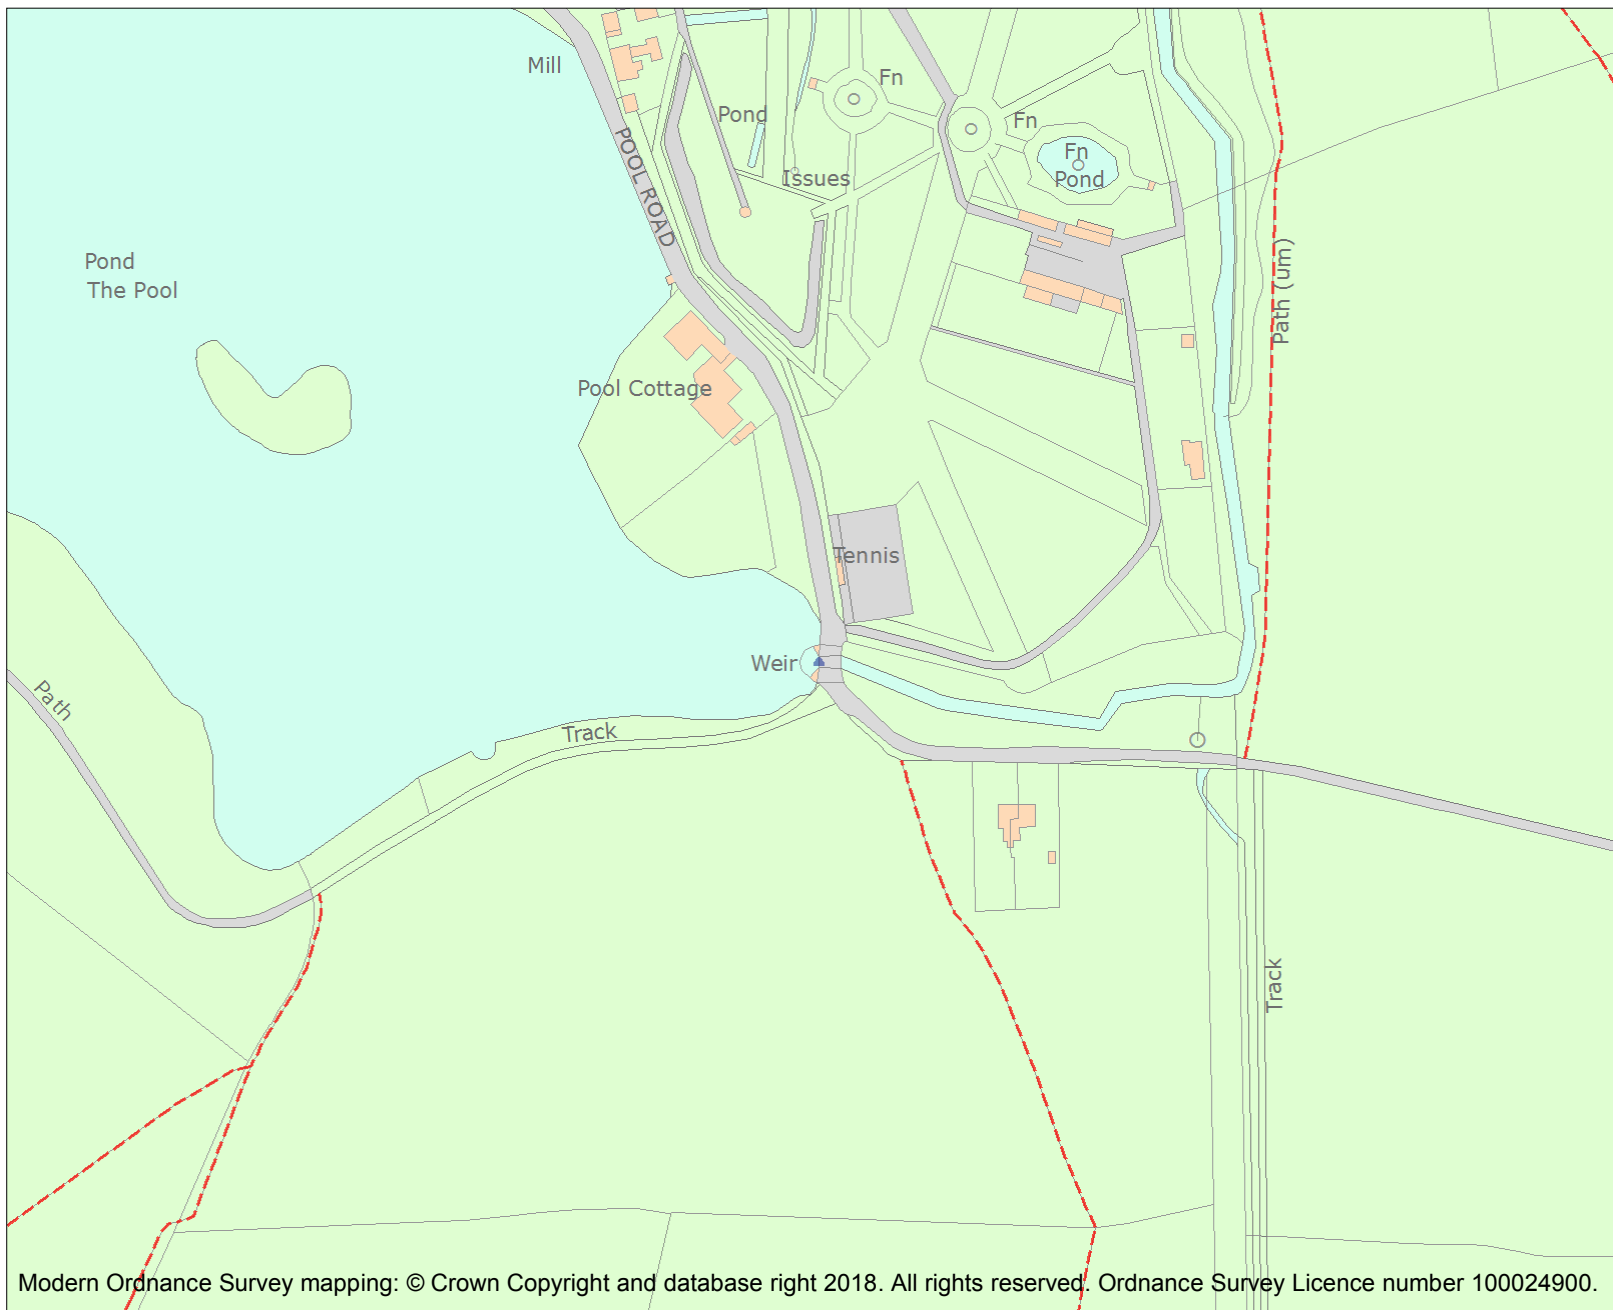 Mill
Fn
Pond
Fn
POOL ROAD
Fn
Pond
Issues
Pond
The Pool
Path (um)
Pool Cottage
Tennis
Weir
Path
Track
Track
Modern Ordnance Survey mapping: © Crown Copyright and database right 2018. All rights reserved. Ordnance Survey Licence number 100024900.